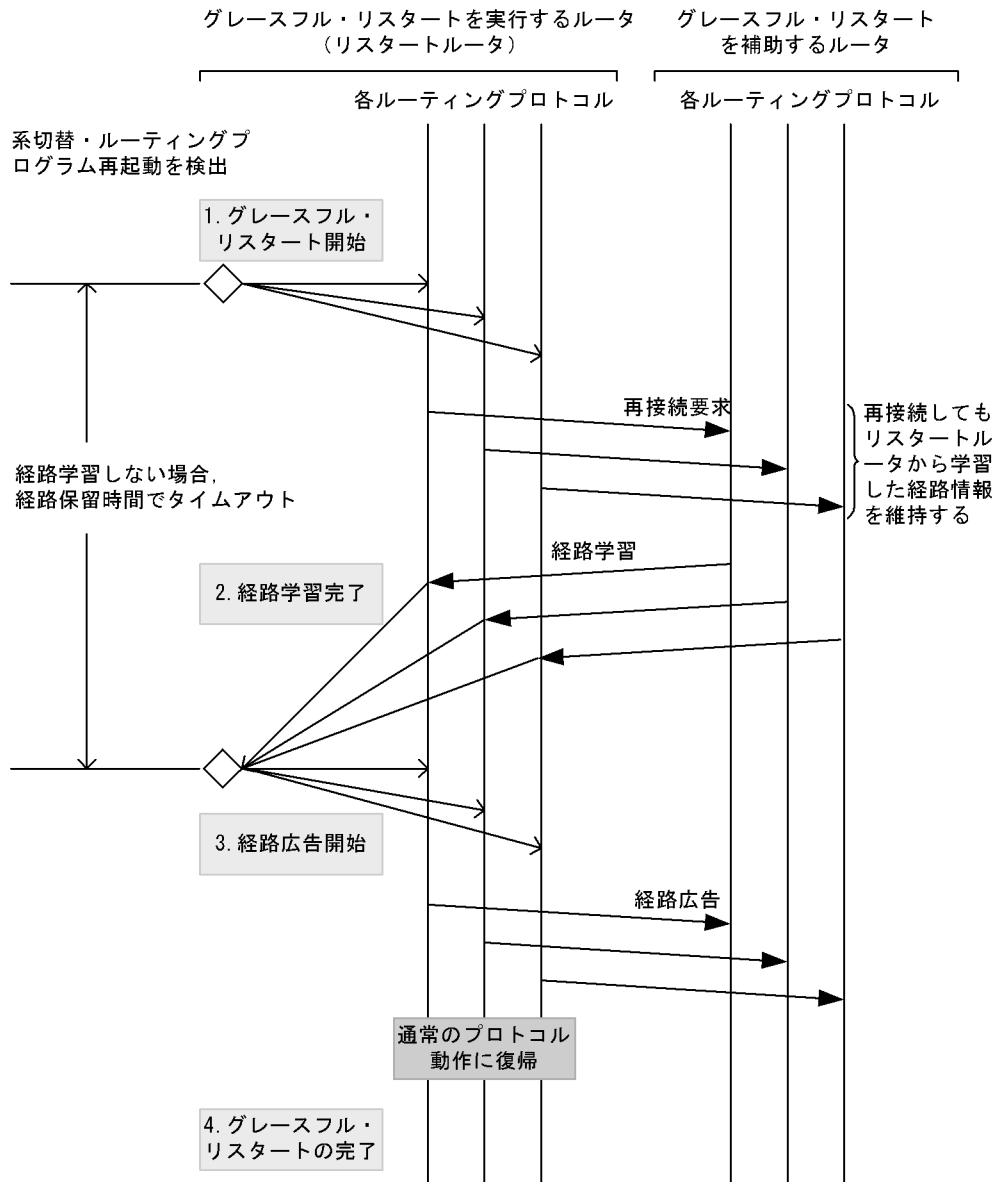 グレースフル・リスタートを実行するルータ
(リスタートルータ)
グレースフル・リスタート
を補助するルータ
各ルーティングプロトコル
各ルーティングプロトコル
系切替・ルーティングプ
ログラム再起動を検出
1.グレースフル・
リスタート開始
再接続要求
再接続しても
リスタートル
ータから学習
した経路情報
を維持する
経路学習しない場合,
経路保留時間でタイムアウト
経路学習
2.経路学習完了
3.経路広告開始
経路広告
通常のプロトコル
動作に復帰
4.グレースフル・
リスタートの完了